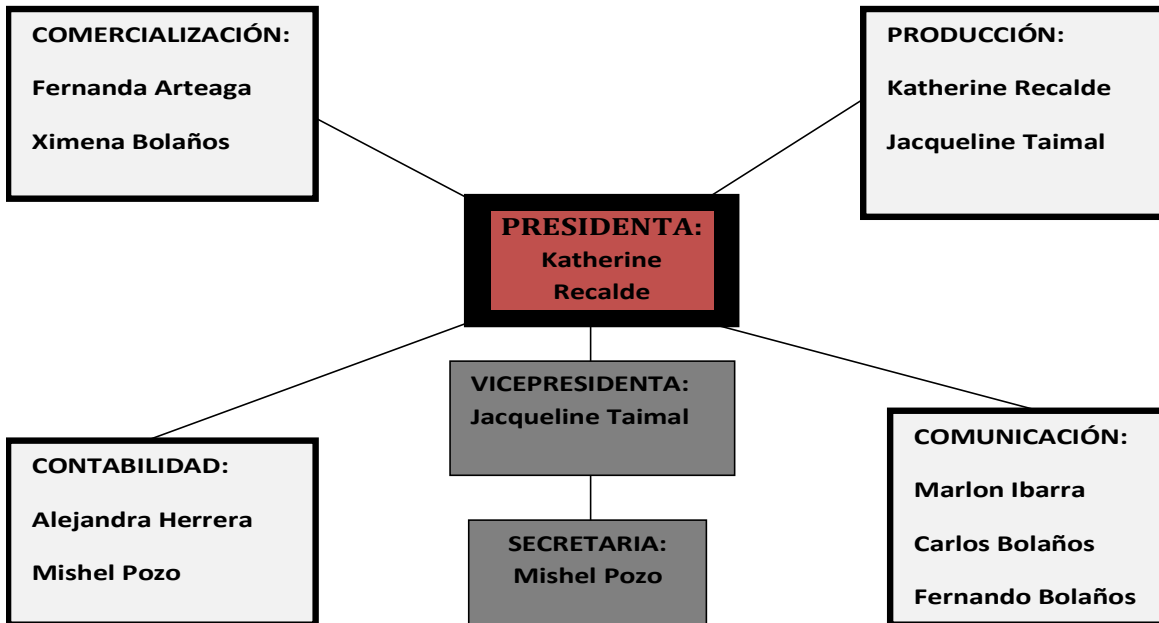 COMERCIALIZACIÓN:
Fernanda Arteaga
Ximena Bolaños
PRODUCCIÓN:
Katherine Recalde
Jacqueline Taimal
PRESIDENTA:
Katherine
Recalde
VICEPRESIDENTA:
Jacqueline Taimal
CONTABILIDAD:
Alejandra Herrera
Mishel Pozo
SECRETARIA:
Mishel Pozo
COMUNICACIÓN:
Marlon Ibarra
Carlos Bolaños
Fernando Bolaños